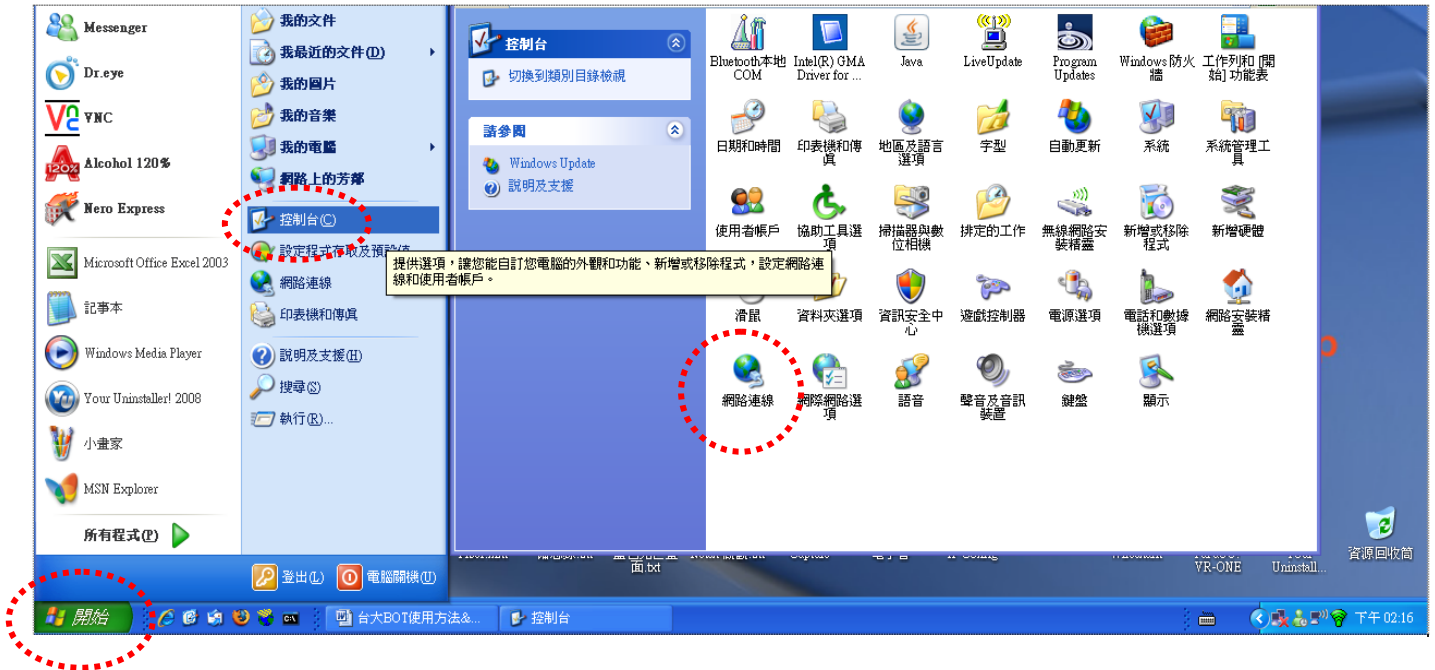 Messenger
Dr.eye
VNC
Alcohol 120%
Nero Express
Microsoft Office Excel 2003
記事本
Windows Media Player
Your Uninstaller! 2008
小畫家
MSN Explorer
所有程式(P)
我的文件
我最近的文件(D)
我的圖片
我的音樂
我的電腦
網路上的芳鄰
控制台(C)
設定程式存取及預設值
網路連線
印表機和傳真
說明及支援(H)
搜尋(S)
執行(R)...
登出(L)
電腦關機(U)
提供選項，讓您能自訂您電腦的外觀和功能、新增或移除程式，設定網路連
線和使用者帳戶。
控制台
切換到類別目錄檢視
請參閱
Windows Update
說明及支援
Bluetooth本地
COM
Intel(R) GMA
Driver for ...
Java
LiveUpdate
Program
Updates
Windows 防火
牆
工作列和 [開
始] 功能表
日期和時間
印表機和傳
真
地區及語言
選項
字型
自動更新
系統
系統管理工
具
使用者帳戶
協助工具選
項
掃描器與數
位相機
排定的工作
無線網路安
裝精靈
新增或移除
程式
新增硬體
滑鼠
資料夾選項
資訊安全中
心
遊戲控制器
電源選項
電話和數據
機選項
網路安裝精
靈
網路連線
網際網路選
項
語音
聲音及音訊
裝置
鍵盤
顯示
面.txt
VR-ONE
Uninstall...
資源回收筒
開始
台大BOT使用方法&...
控制台
下午 02:16